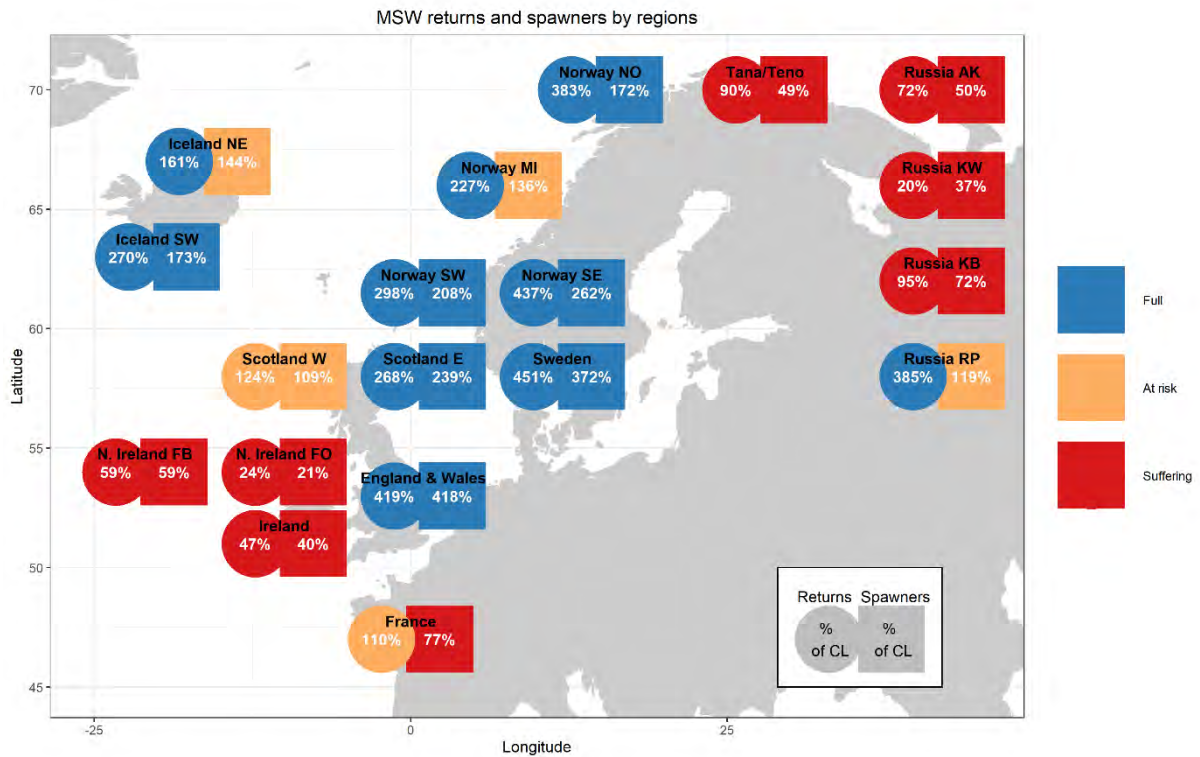 MSW returns and spawners by regions
Norway NO
383% 172%
Tana/Teno
90% 49%
Russia AK
72% 50%
Iceland NE
161% 144%
Norway MI
227% 136%
Russia KW
20% 37%
Iceland SW
270% 173%
Norway SW
298% 208%
Norway SE
437% 262%
Russia KB
95% 72%
Scotland W
124% 109%
Scotland E
268% 239%
Sweden
451% 372%
Russia RP
385% 119%
N. Ireland FB
59% 59%
N. Ireland FO
24% 21%
England & Wales
419% 418%
Ireland
47% 40%
France
110% 77%
Returns Spawners
% %
of CL of CL
Full
At risk
Suffering
70
65
60
55
50
45
Latitude
-25 0 25
Longitude